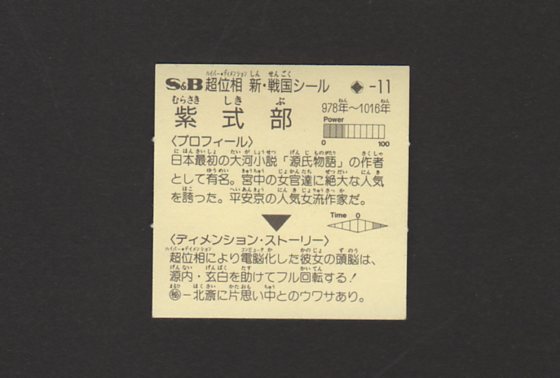 S&B超位相 新・戦国シール ◆-11
紫式部 978年〜1016年
Power
0 100
〈プロフィール〉
日本最初の大河小説「源氏物語」の作者
として有名。宮中の女官達に絶大な人気
を誇った。平安京の人気女流作家だ。
Time 0
〈ディメンション・ストーリー〉
超位相により電脳化した彼女の頭脳は、
源内・玄白を助けてフル回転する!
㊙−北斎に片思い中とのウワサあり。